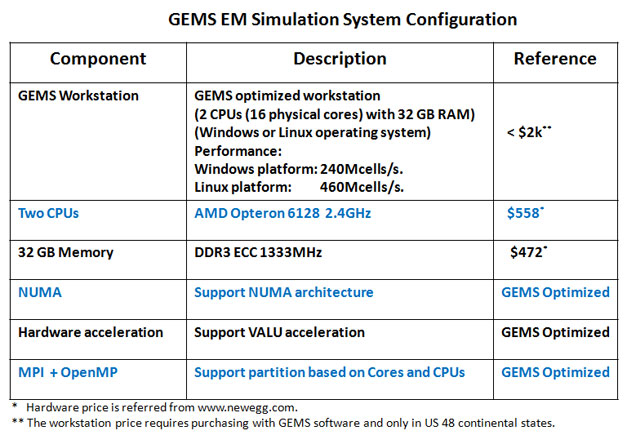 GEMS EM Simulation System Configuration
Component Description Reference
GEMS Workstation GEMS optimized workstation
(2 CPUs (16 physical cores) with 32 GB RAM)
(Windows or Linux operating system) < $2k**
Performance:
Windows platform: 240Mcells/s.
Linux platform: 460Mcells/s.
Two CPUs AMD Opteron 6128 2.4GHz $558*
32 GB Memory DDR3 ECC 1333MHz $472*
NUMA Support NUMA architecture GEMS Optimized
Hardware acceleration Support VALU acceleration GEMS Optimized
MPI + OpenMP Support partition based on Cores and CPUs GEMS Optimized
* Hardware price is referred from www.newegg.com.
** The workstation price requires purchasing with GEMS software and only in US 48 continental states.